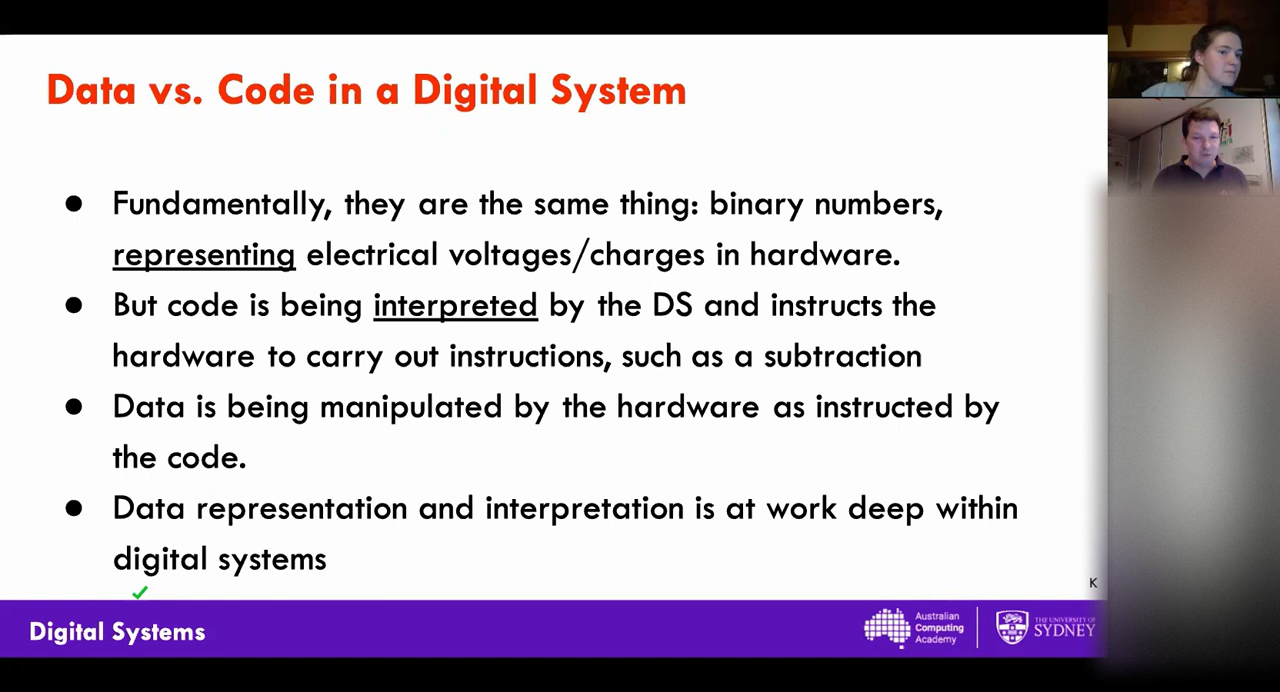 Data vs. Code in a Digital System
● Fundamentally, they are the same thing: binary numbers,
representing electrical voltages/charges in hardware.
● But code is being interpreted by the DS and instructs the
hardware to carry out instructions, such as a subtraction
● Data is being manipulated by the hardware as instructed by
the code.
● Data representation and interpretation is at work deep within
digital systems
K
Digital Systems
Australian
Computing
Academy
THE UNIVERSITY OF
SYDNEY